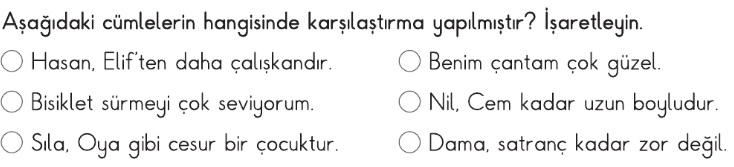 Aşağıdaki cümlelerin hangisinde karşılaştırma yapılmıştır? İşaretleyin.
Hasan, Elif'ten daha çalışkandır.
Benim çantam çok güzel.
Bisiklet sürmeyi çok seviyorum.
Nil, Cem kadar uzun boyludur.
Sıla, Oya gibi cesur bir çocuktur.
Dama, satranç kadar zor değil.